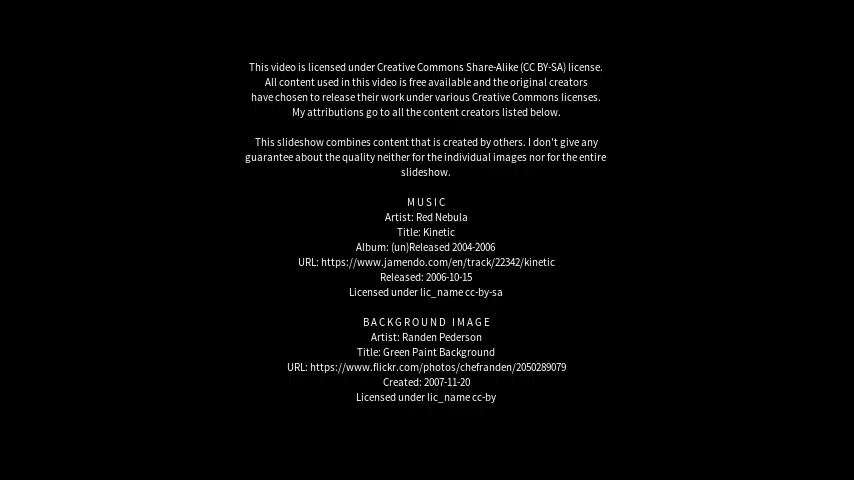 This video is licensed under Creative Commons Share-Alike (CC BY-SA) license.
All content used in this video is free available and the original creators
have chosen to release their work under various Creative Commons licenses.
My attributions go to all the content creators listed below.
This slideshow combines content that is created by others. I don't give any
guarantee about the quality neither for the individual images nor for the entire
slideshow.
M U S I C
Artist: Red Nebula
Title: Kinetic
Album: (un)Released 2004-2006
URL: https://www.jamendo.com/en/track/22342/kinetic
Released: 2006-10-15
Licensed under lic_name cc-by-sa
B A C K G R O U N D   I M A G E
Artist: Randen Pederson
Title: Green Paint Background
URL: https://www.flickr.com/photos/chefranden/2050289079
Created: 2007-11-20
Licensed under lic_name cc-by